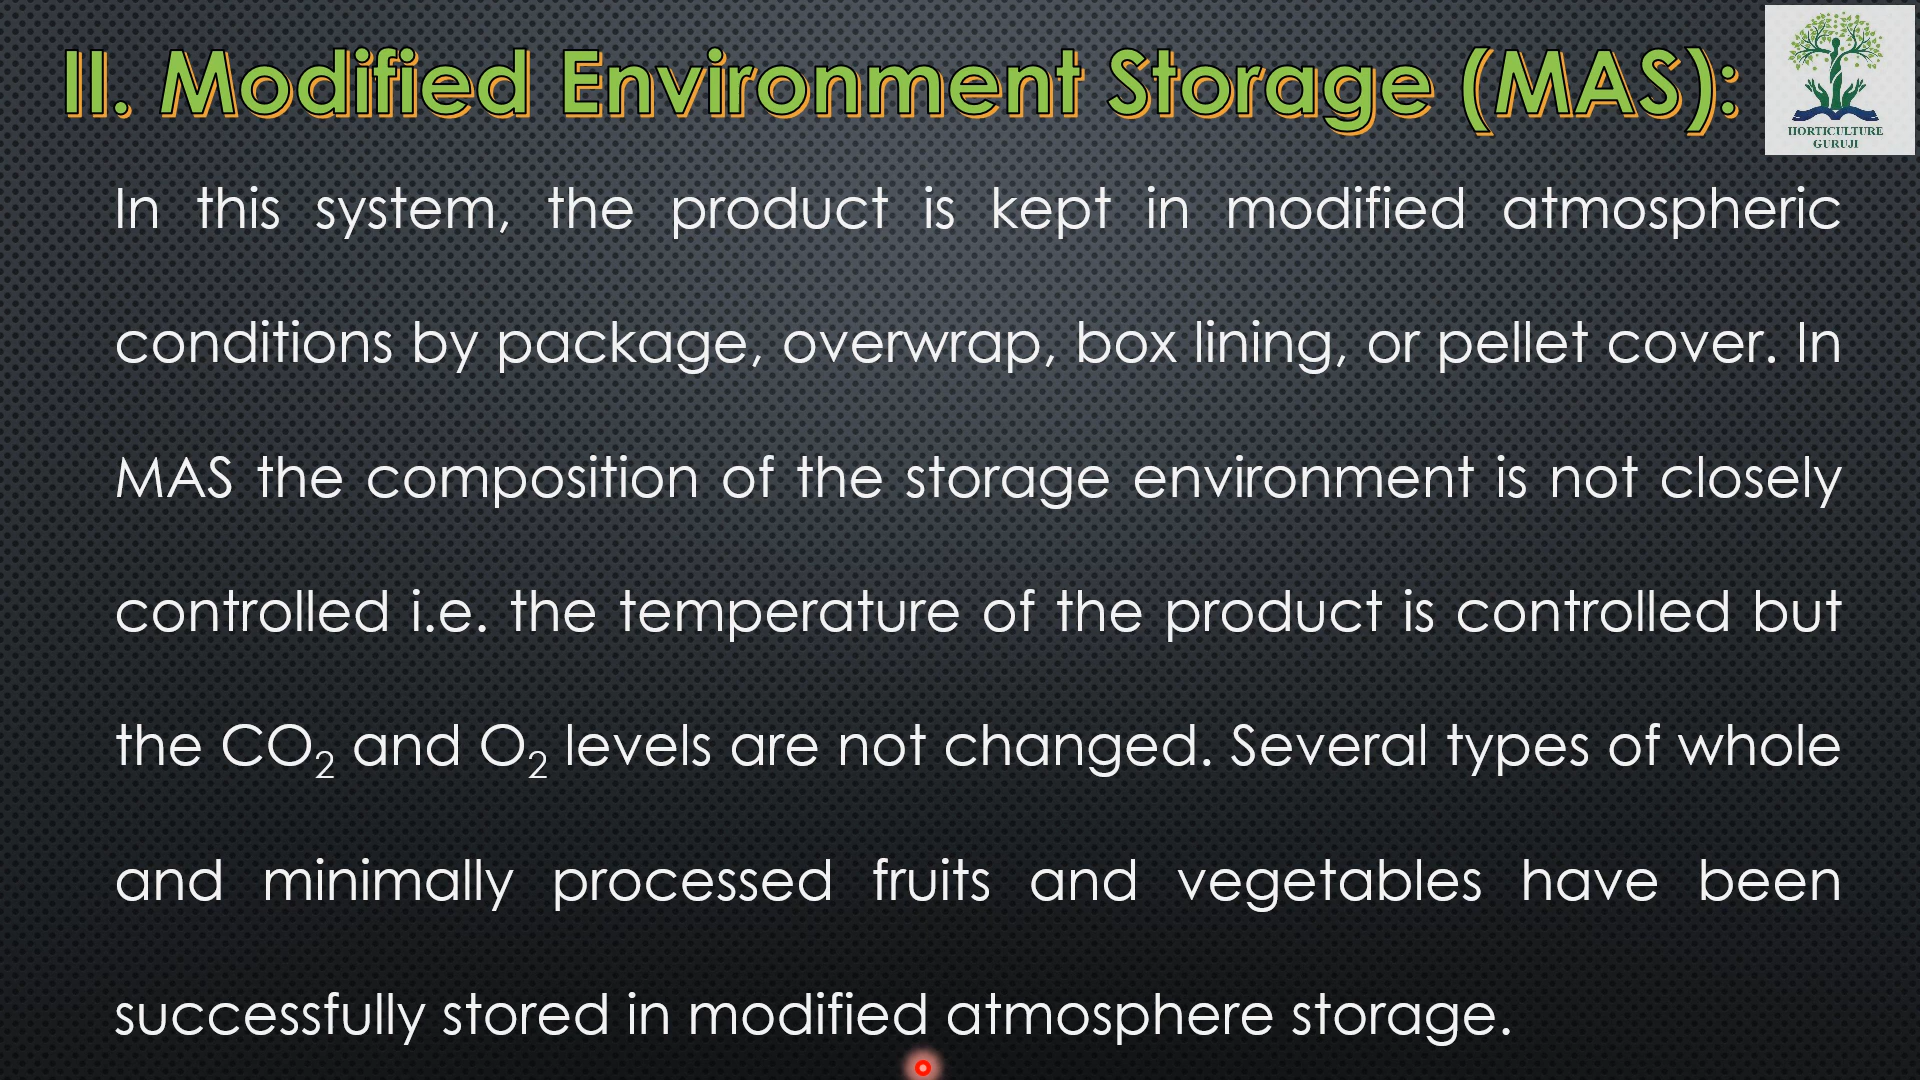 II. Modified Environment Storage (MAS):
HORTICULTURE
GURUJI
In this system, the product is kept in modified atmospheric
conditions by package, overwrap, box lining, or pellet cover. In
MAS the composition of the storage environment is not closely
controlled i.e. the temperature of the product is controlled but
the CO₂ and O₂ levels are not changed. Several types of whole
and minimally processed fruits and vegetables have been
successfully stored in modified atmosphere storage.